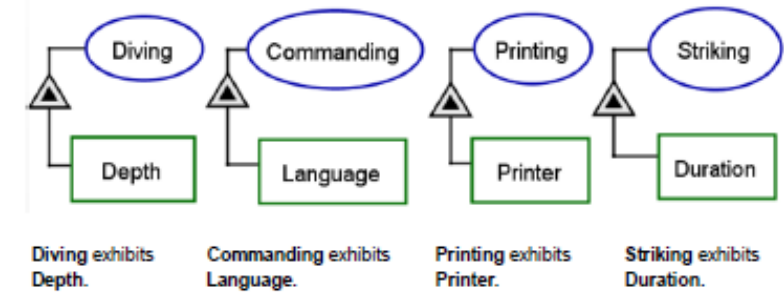 Diving
Commanding
Printing
Striking
Depth
Language
Printer
Duration
Diving exhibits
Depth.
Commanding exhibits
Language.
Printing exhibits
Printer.
Striking exhibits
Duration.